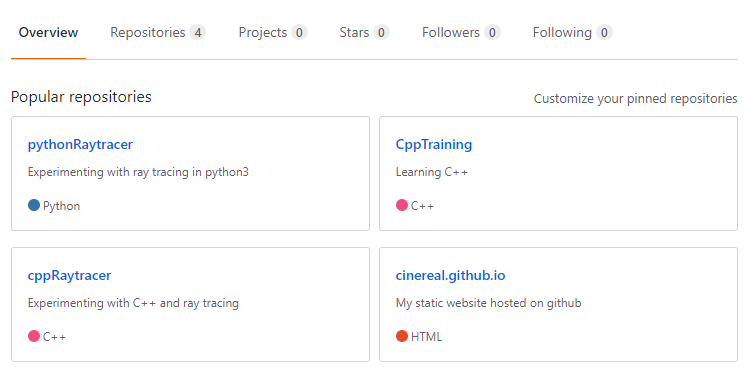 Overview Repositories 4 Projects 0 Stars 0 Followers 0 Following 0
Popular repositories Customize your pinned repositories
pythonRaytracer
Experimenting with ray tracing in python3
Python
CppTraining
Learning C++
C++
cppRaytracer
Experimenting with C++ and ray tracing
C++
cinereal.github.io
My static website hosted on github
HTML